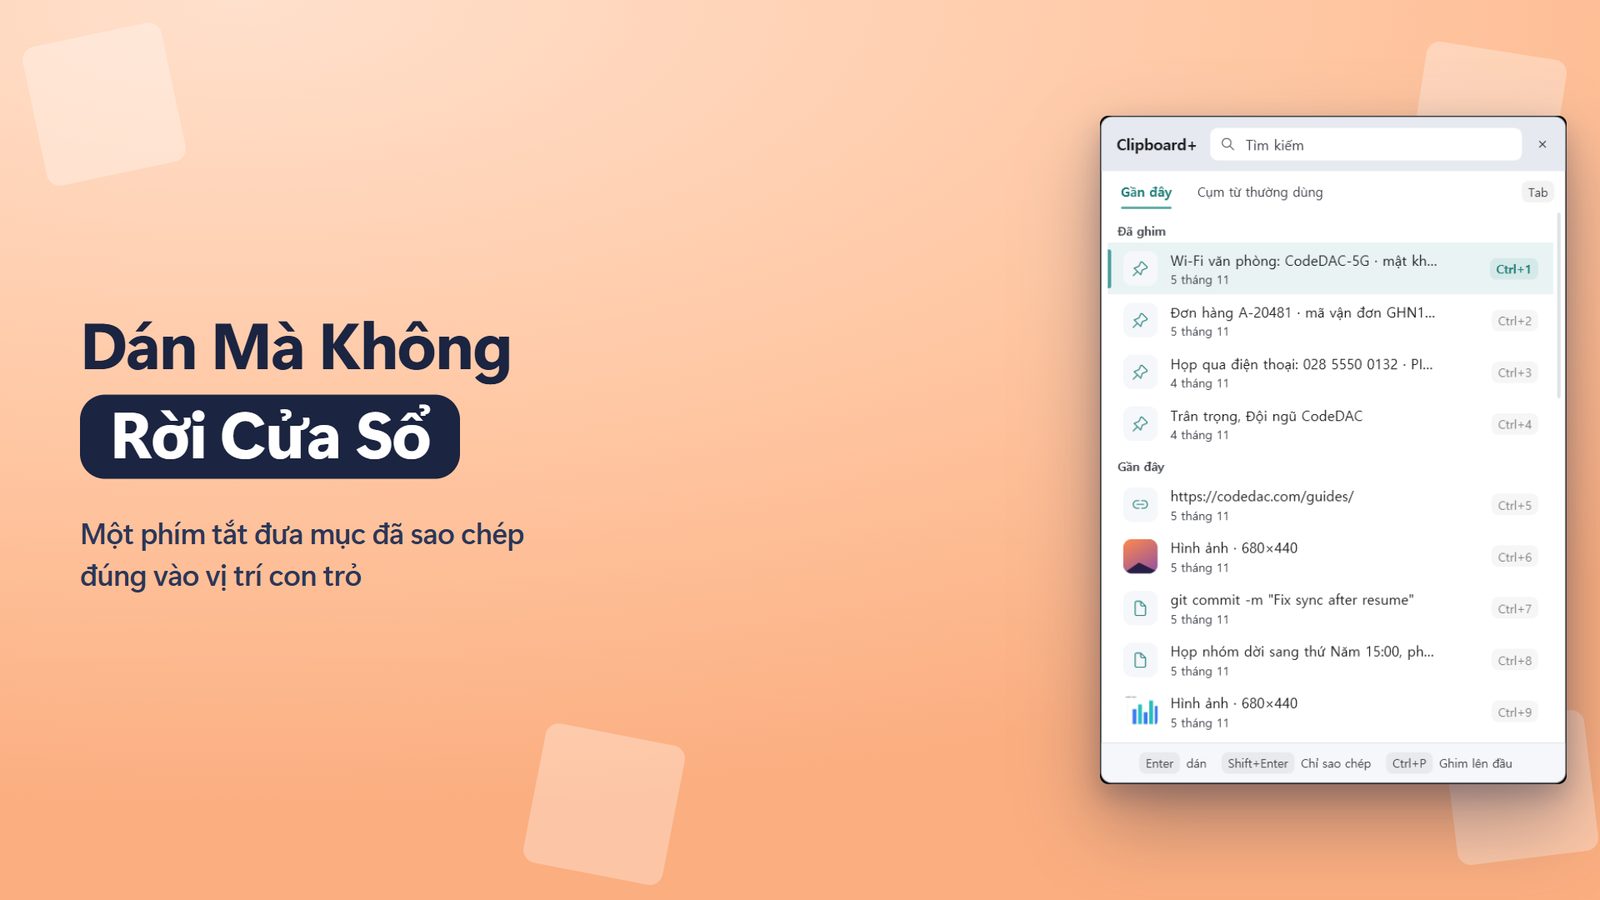 Dán Mà Không
Rời Cửa Sổ
Một phím tắt đưa mục đã sao chép
đúng vào vị trí con trỏ
Clipboard+
Tìm kiếm
×
Gần đây
Cụm từ thường dùng
Tab
Đã ghim
Wi-Fi văn phòng: CodeDAC-5G · mật kh...
Ctrl+1
5 tháng 11
Đơn hàng A-20481 · mã vận đơn GHN1...
Ctrl+2
5 tháng 11
Họp qua điện thoại: 028 5550 0132 · PI...
Ctrl+3
4 tháng 11
Trân trọng, Đội ngũ CodeDAC
Ctrl+4
4 tháng 11
Gần đây
https://codedac.com/guides/
Ctrl+5
5 tháng 11
Hình ảnh · 680×440
Ctrl+6
5 tháng 11
git commit -m "Fix sync after resume"
Ctrl+7
5 tháng 11
Họp nhóm dời sang thứ Năm 15:00, ph...
Ctrl+8
5 tháng 11
Hình ảnh · 680×440
Ctrl+9
5 tháng 11
Enter dán Shift+Enter Chỉ sao chép Ctrl+P Ghim lên đầu